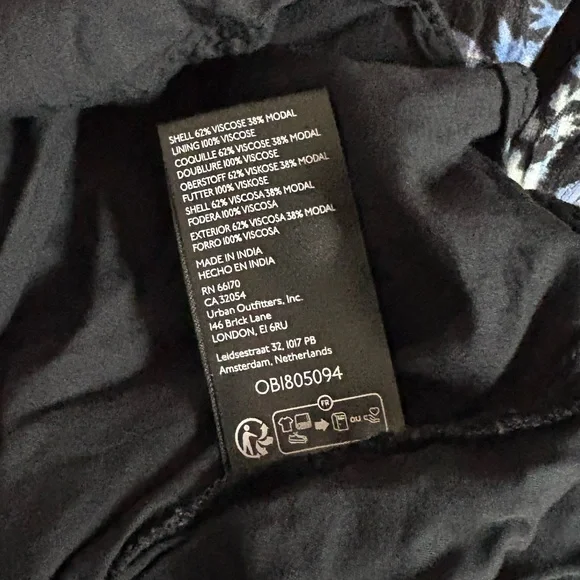 SHELL 62% VISCOSE 38% MODAL
LINING 100% VISCOSE
COQUILLE 62% VISCOSE 38% MODAL
DOUBLURE 100% VISCOSE
OBERSTOFF 62% VISKOSE 38% MODAL
FUTTER 100% VISKOSE
SHELL 62% VISCOSA 38% MODAL
FODERA 100% VISCOSA
EXTERIOR 62% VISCOSA 38% MODAL
FORRO 100% VISCOSA
MADE IN INDIA
HECHO EN INDIA
RN 66170
CA 32054
Urban Outfitters, Inc.
146 Brick Lane
LONDON, E1 6RU
Leidsestraat 32, 1017 PB
Amsterdam, Netherlands
OB1805094
FR
ou